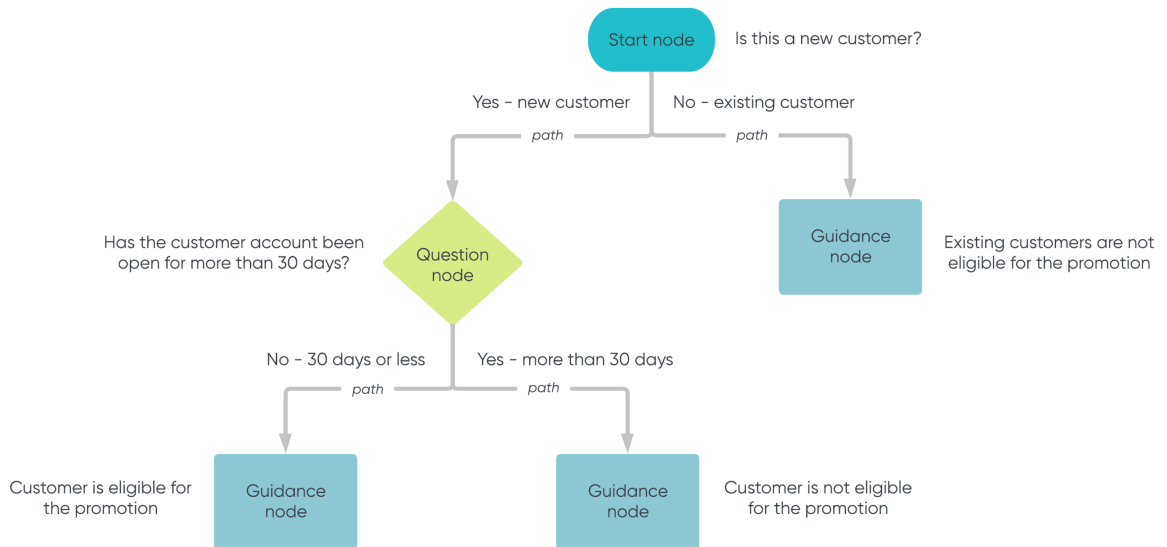 Start node
Is this a new customer?
Yes - new customer
No - existing customer
path
path
Has the customer account been
open for more than 30 days?
Question
node
Guidance
node
Existing customers are not
eligible for the promotion
No - 30 days or less
Yes - more than 30 days
path
path
Customer is eligible for
the promotion
Guidance
node
Guidance
node
Customer is not eligible
for the promotion